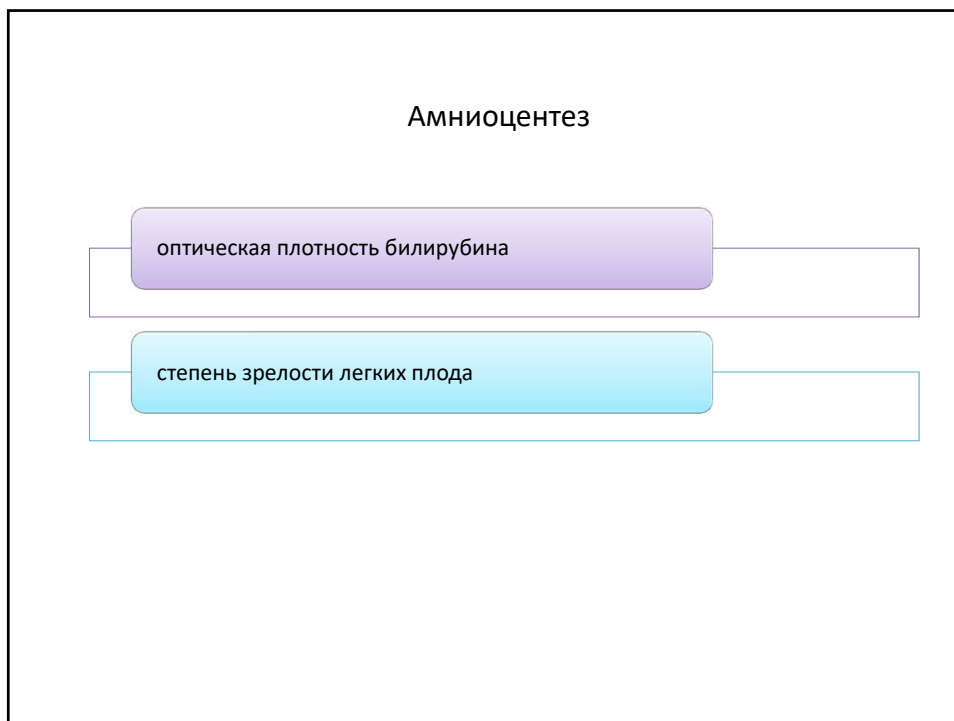 Амниоцентез
оптическая плотность билирубина
степень зрелости легких плода